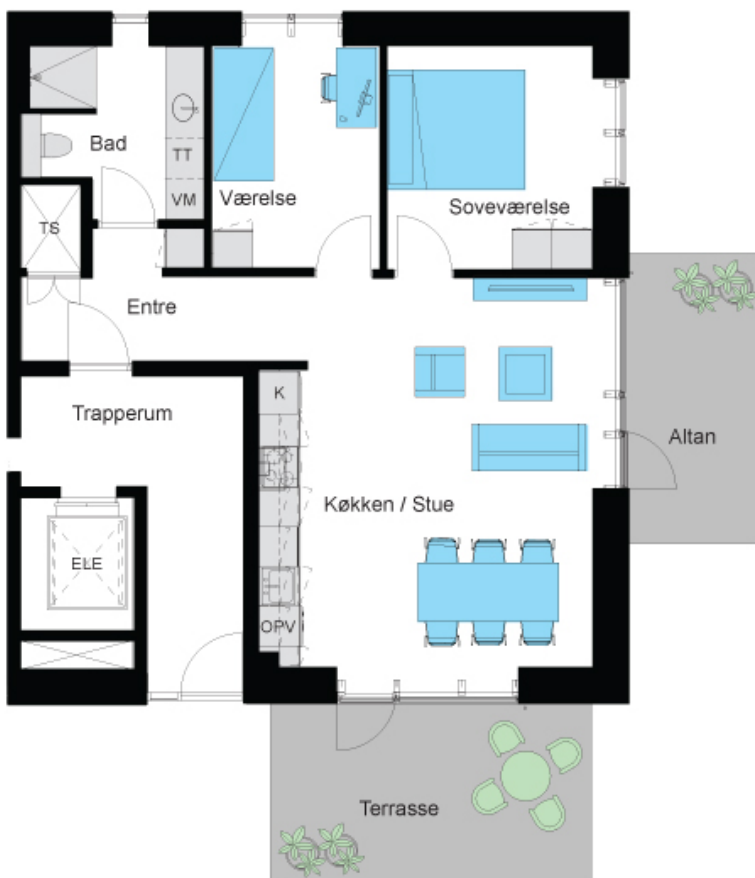 Bad
TT
VM
TS
Værelse
Soveværelse
Entre
Trapperum
K
Altan
Køkken / Stue
ELE
OPV
Terrasse